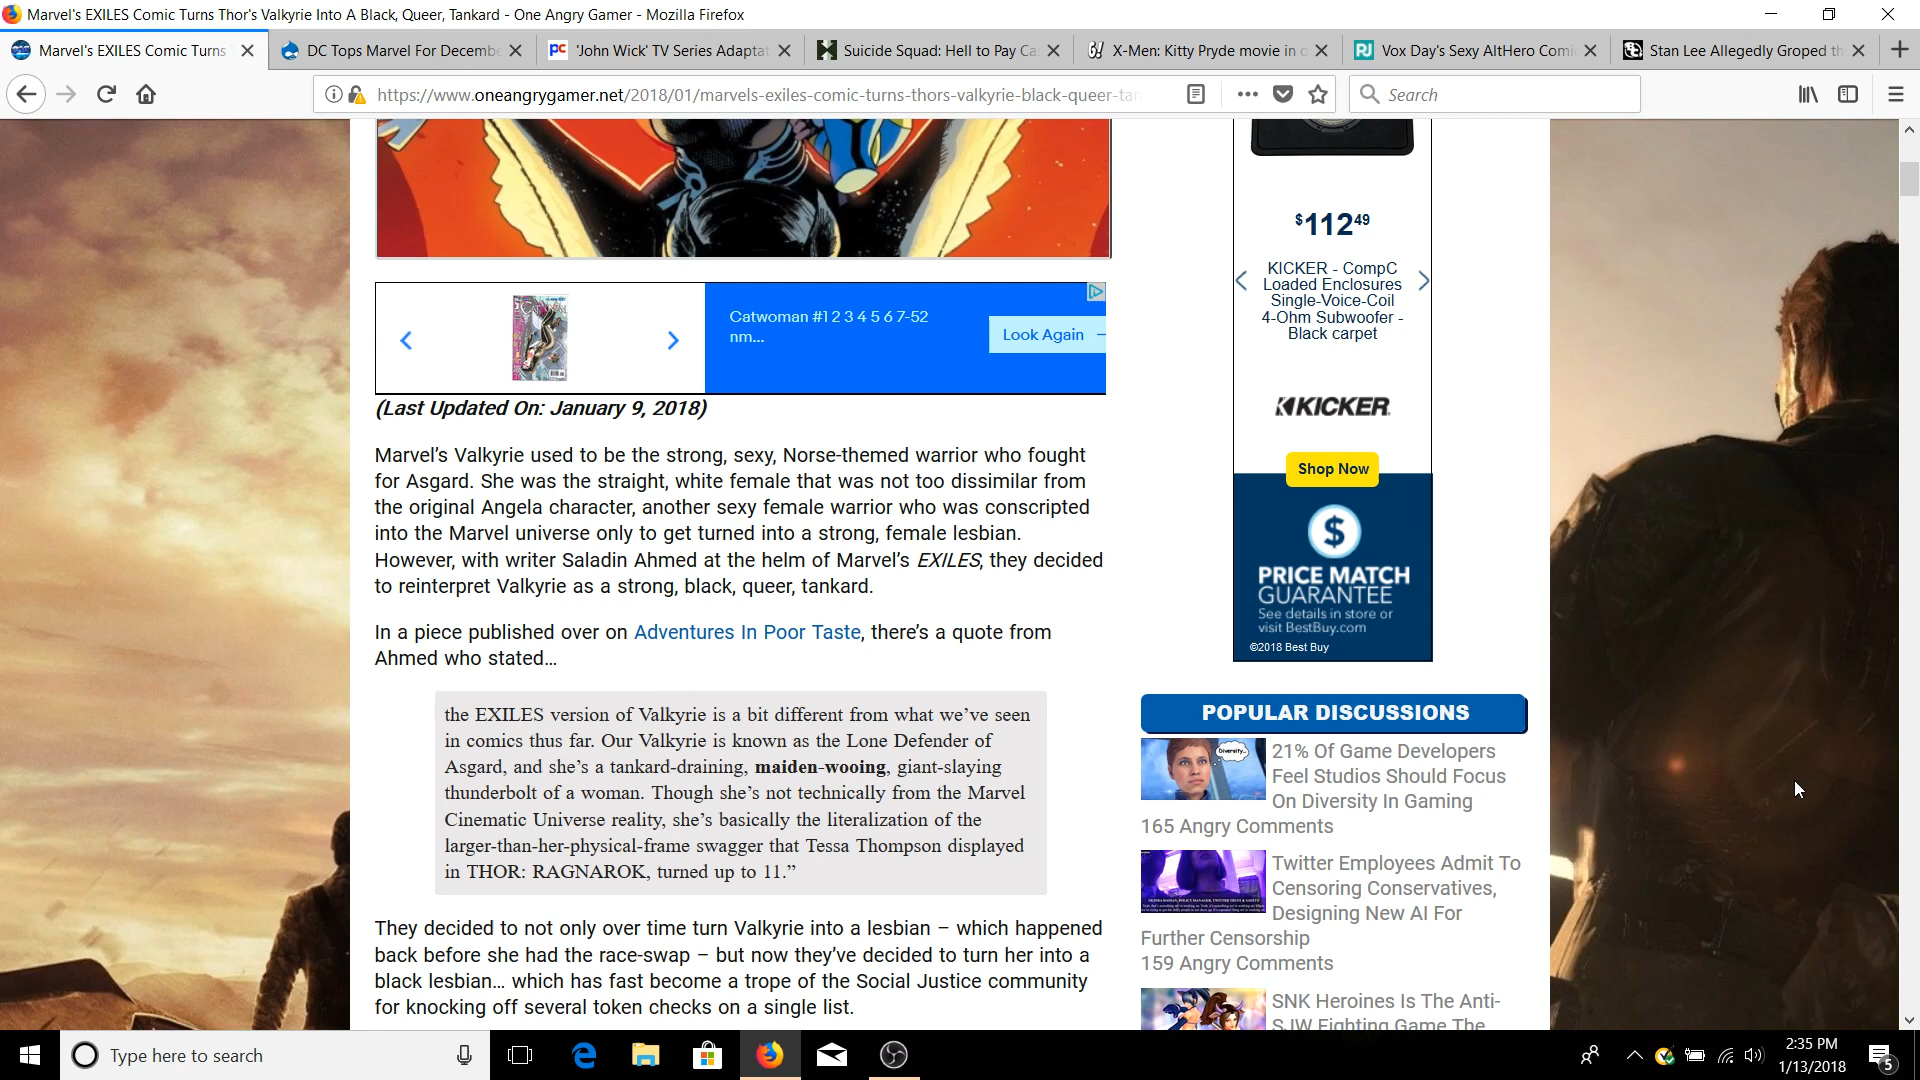 Marvel's EXILES Comic Turns Thor's Valkyrie Into A Black, Queer, Tankard - One Angry Gamer - Mozilla Firefox
Marvel's EXILES Comic Turns
DC Tops Marvel For Decembe
'John Wick' TV Series Adaptat
Suicide Squad: Hell to Pay Ca
X-Men: Kitty Pryde movie in o
Vox Day's Sexy AltHero Comi
Stan Lee Allegedly Groped th
https://www.oneangrygamer.net/2018/01/marvels-exiles-comic-turns-thors-valkyrie-black-queer-tan
Search
Catwoman #1 2 3 4 5 6 7-52
nm...
Look Again
(Last Updated On: January 9, 2018)
Marvel’s Valkyrie used to be the strong, sexy, Norse-themed warrior who fought
for Asgard. She was the straight, white female that was not too dissimilar from
the original Angela character, another sexy female warrior who was conscripted
into the Marvel universe only to get turned into a strong, female lesbian.
However, with writer Saladin Ahmed at the helm of Marvel’s EXILES, they decided
to reinterpret Valkyrie as a strong, black, queer, tankard.
In a piece published over on Adventures In Poor Taste, there’s a quote from
Ahmed who stated…
the EXILES version of Valkyrie is a bit different from what we’ve seen
in comics thus far. Our Valkyrie is known as the Lone Defender of
Asgard, and she’s a tankard-draining, maiden-wooing, giant-slaying
thunderbolt of a woman. Though she’s not technically from the Marvel
Cinematic Universe reality, she’s basically the literalization of the
larger-than-her-physical-frame swagger that Tessa Thompson displayed
in THOR: RAGNAROK, turned up to 11.”
They decided to not only over time turn Valkyrie into a lesbian – which happened
back before she had the race-swap – but now they’ve decided to turn her into a
black lesbian… which has fast become a trope of the Social Justice community
for knocking off several token checks on a single list.
$112.49
KICKER - CompC
Loaded Enclosures
Single-Voice-Coil
4-Ohm Subwoofer -
Black carpet
KICKER
Shop Now
$
PRICE MATCH
GUARANTEE
See details in store or
visit BestBuy.com
©2018 Best Buy
POPULAR DISCUSSIONS
Diversity...
21% Of Game Developers
Feel Studios Should Focus
On Diversity In Gaming
165 Angry Comments
Twitter Employees Admit To
Censoring Conservatives,
Designing New AI For
Further Censorship
159 Angry Comments
SNK Heroines Is The Anti-
SJW Fighting Game The
Type here to search
2:35 PM
1/13/2018
5